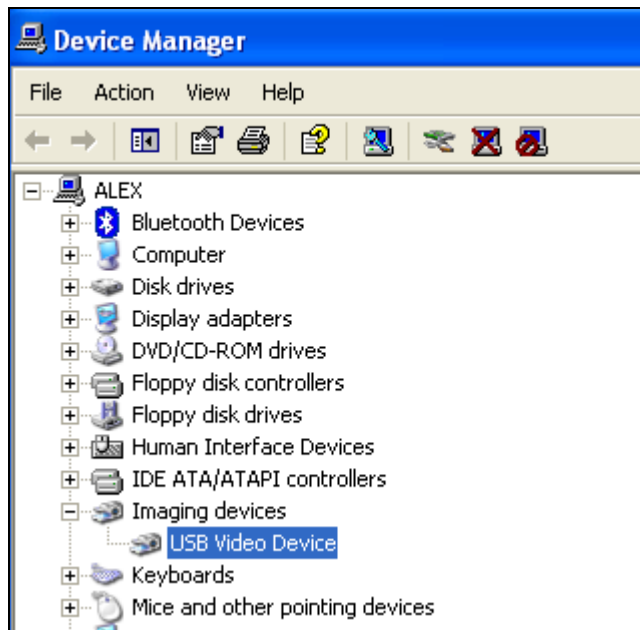 Device Manager
File Action View Help
ALEX
Bluetooth Devices
Computer
Disk drives
Display adapters
DVD/CD-ROM drives
Floppy disk controllers
Floppy disk drives
Human Interface Devices
IDE ATA/ATAPI controllers
Imaging devices
USB Video Device
Keyboards
Mice and other pointing devices